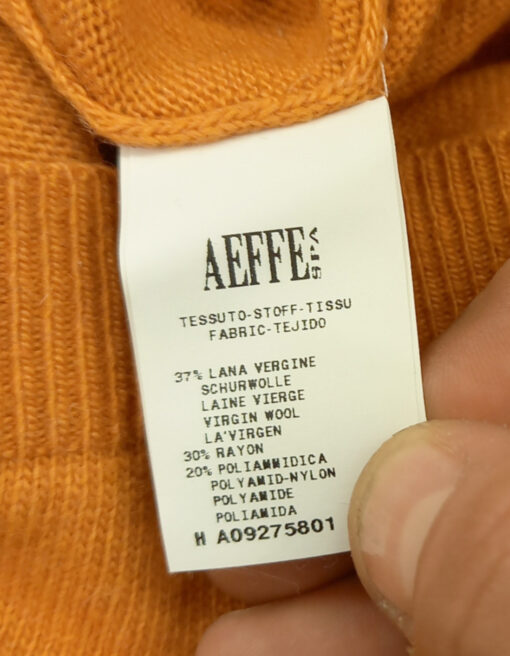 AEFFE SPA
TESSUTO-STOFF-TISSU
FABRIC-TEJIDO
37% LANA VERGINE
SCHURWOLLE
LAINE VIERGE
VIRGIN WOOL
LA'VIRGEN
30% RAYON
20% POLIAMMIDICA
POLYAMID-NYLON
POLYAMIDE
POLIAMIDA
H A09275801